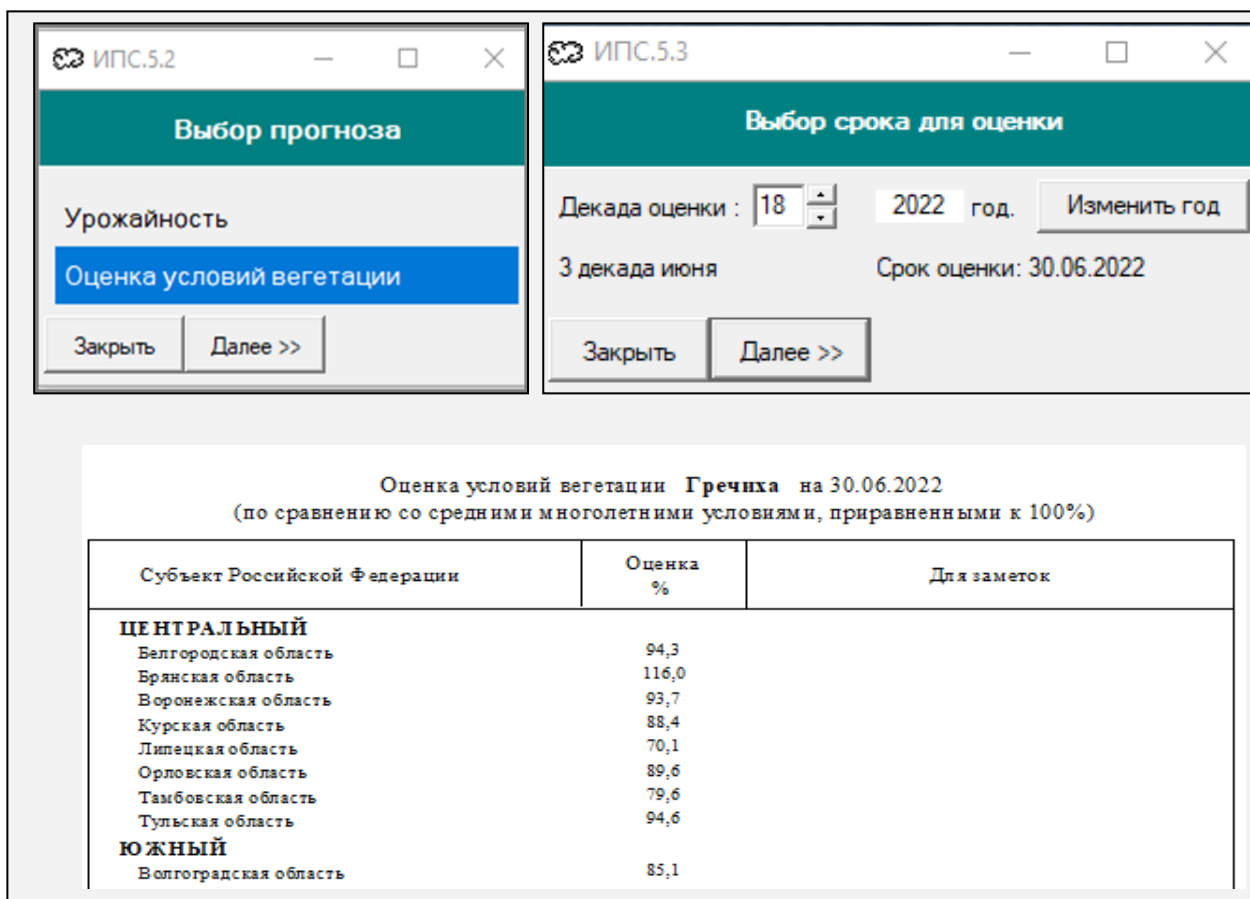 ИПС.5.2
Выбор прогноза
Урожайность
Оценка условий вегетации
Закрыть Далее >>
ИПС.5.3
Выбор срока для оценки
Декада оценки : 18 2022 год. Изменить год
3 декада июня Срок оценки: 30.06.2022
Закрыть Далее >>
Оценка условий вегетации Гречиха на 30.06.2022
(по сравнению со средними многолетними условиями, приравненными к 100%)
Субъект Российской Федерации Оценка % Для заметок
ЦЕНТРАЛЬНЫЙ
Белгородская область 94,3
Брянская область 116,0
Воронежская область 93,7
Курская область 88,4
Липецкая область 70,1
Орловская область 89,6
Тамбовская область 79,6
Тульская область 94,6
ЮЖНЫЙ
Волгоградская область 85,1